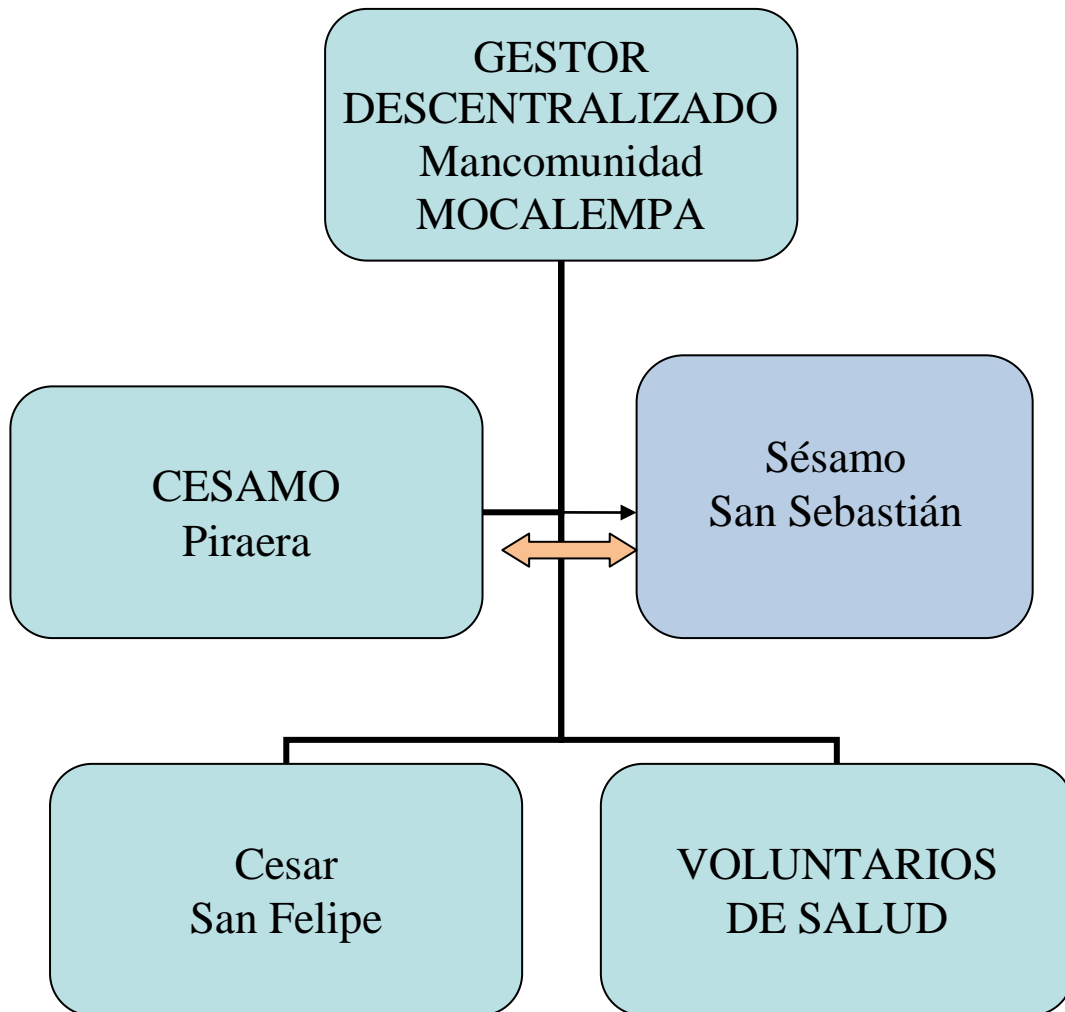 GESTOR
DESCENTRALIZADO
Mancomunidad
MOCALEMPA
CESAMO
Piraera
Sésamo
San Sebastián
Cesar
San Felipe
VOLUNTARIOS
DE SALUD